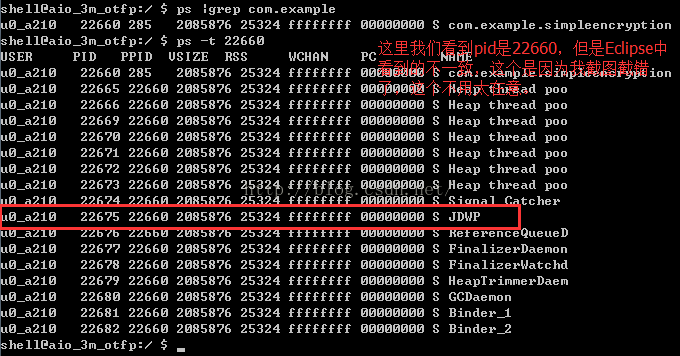 shell@aio_3m_otfp:/ $ ps |grep com.example
u0_a210 22660 285 2085876 25324 ffffffff 00000000 S com.example.simpleencryption
shell@aio_3m_otfp:/ $ ps -t 22660
USER PID PPID VSIZE RSS WCHAN PC NAME
u0_a210 22660 285 2085876 25324 ffffffff 00000000 S com.example.simpleencryption
u0_a210 22665 22660 2085876 25324 ffffffff 00000000 S Heap thread poo
u0_a210 22666 22660 2085876 25324 ffffffff 00000000 S Heap thread poo
u0_a210 22669 22660 2085876 25324 ffffffff 00000000 S Heap thread poo
u0_a210 22670 22660 2085876 25324 ffffffff 00000000 S Heap thread poo
u0_a210 22671 22660 2085876 25324 ffffffff 00000000 S Heap thread poo
u0_a210 22672 22660 2085876 25324 ffffffff 00000000 S Heap thread poo
u0_a210 22673 22660 2085876 25324 ffffffff 00000000 S Heap thread poo
u0_a210 22674 22660 2085876 25324 ffffffff 00000000 S Signal Catcher
u0_a210 22675 22660 2085876 25324 ffffffff 00000000 S JDWP
u0_a210 22676 22660 2085876 25324 ffffffff 00000000 S ReferenceQueueD
u0_a210 22677 22660 2085876 25324 ffffffff 00000000 S FinalizerDaemon
u0_a210 22678 22660 2085876 25324 ffffffff 00000000 S FinalizerWatchd
u0_a210 22679 22660 2085876 25324 ffffffff 00000000 S HeapTrimmerDaem
u0_a210 22680 22660 2085876 25324 ffffffff 00000000 S GCDaemon
u0_a210 22681 22660 2085876 25324 ffffffff 00000000 S Binder_1
u0_a210 22682 22660 2085876 25324 ffffffff 00000000 S Binder_2
shell@aio_3m_otfp:/ $ _
这里我们看到pid是22660，但是Eclipse中
看到的不一致，这个是因为我截图截错
了，这个不用太在意。
http://blog.csdn.net/